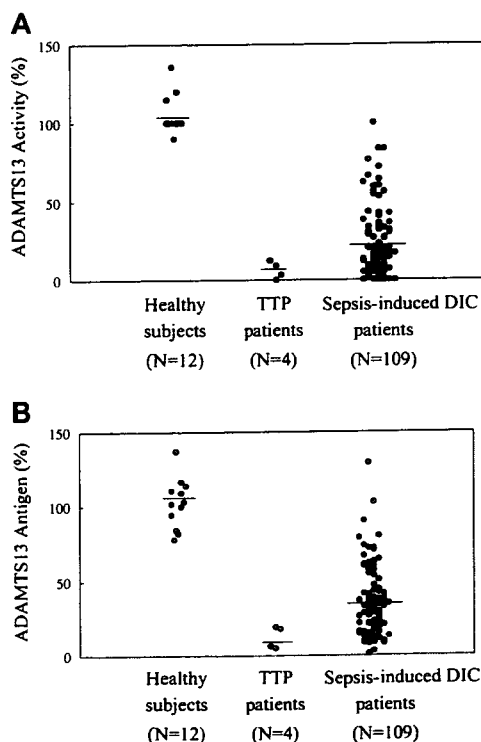 A
ADAMTS13 Activity (%)
150
100
50
0
Healthy subjects (N=12)
TTP patients (N=4)
Sepsis-induced DIC patients (N=109)
B
ADAMTS13 Antigen (%)
150
100
50
0
Healthy subjects (N=12)
TTP patients (N=4)
Sepsis-induced DIC patients (N=109)